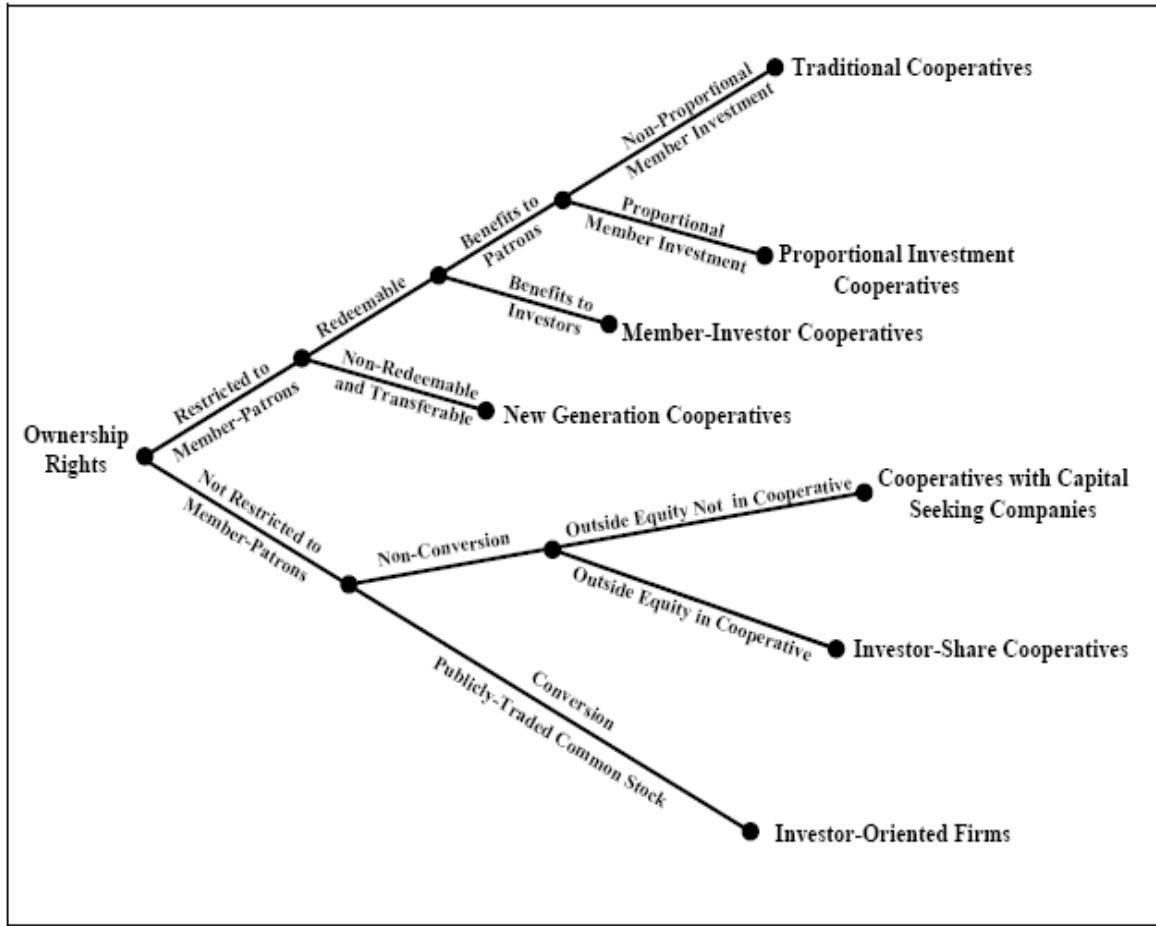 Traditional Cooperatives
Non-Proportional
Member Investment
Proportional
Member Investment
Proportional Investment
Cooperatives
Benefits to
Patrons
Benefits to
Investors
Member-Investor Cooperatives
Redeemable
Non-Redeemable
and Transferable
New Generation Cooperatives
Restricted to
Member-Patrons
Ownership
Rights
Not Restricted to
Member-Patrons
Non-Conversion
Outside Equity Not in Cooperative
Cooperatives with Capital
Seeking Companies
Outside Equity in Cooperative
Investor-Share Cooperatives
Conversion
Publicly-Traded Common Stock
Investor-Oriented Firms